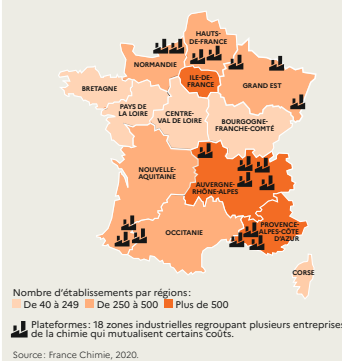 HAUTS-
DE-FRANCE
NORMANDIE
ILE-DE-
FRANCE
GRAND EST
BRETAGNE
PAYS DE
LA LOIRE
CENTRE-
VAL DE LOIRE
BOURGOGNE-
FRANCHE-COMTÉ
NOUVELLE-
AQUITAINE
AUVERGNE-
RHÔNE-ALPES
OCCITANIE
PROVENCE-
ALPES-CÔTE
D'AZUR
CORSE
Nombre d'établissements par régions :
De 40 à 249 De 250 à 500 Plus de 500
Plateformes : 18 zones industrielles regroupant plusieurs entreprises
de la chimie qui mutualisent certains coûts.
Source : France Chimie, 2020.